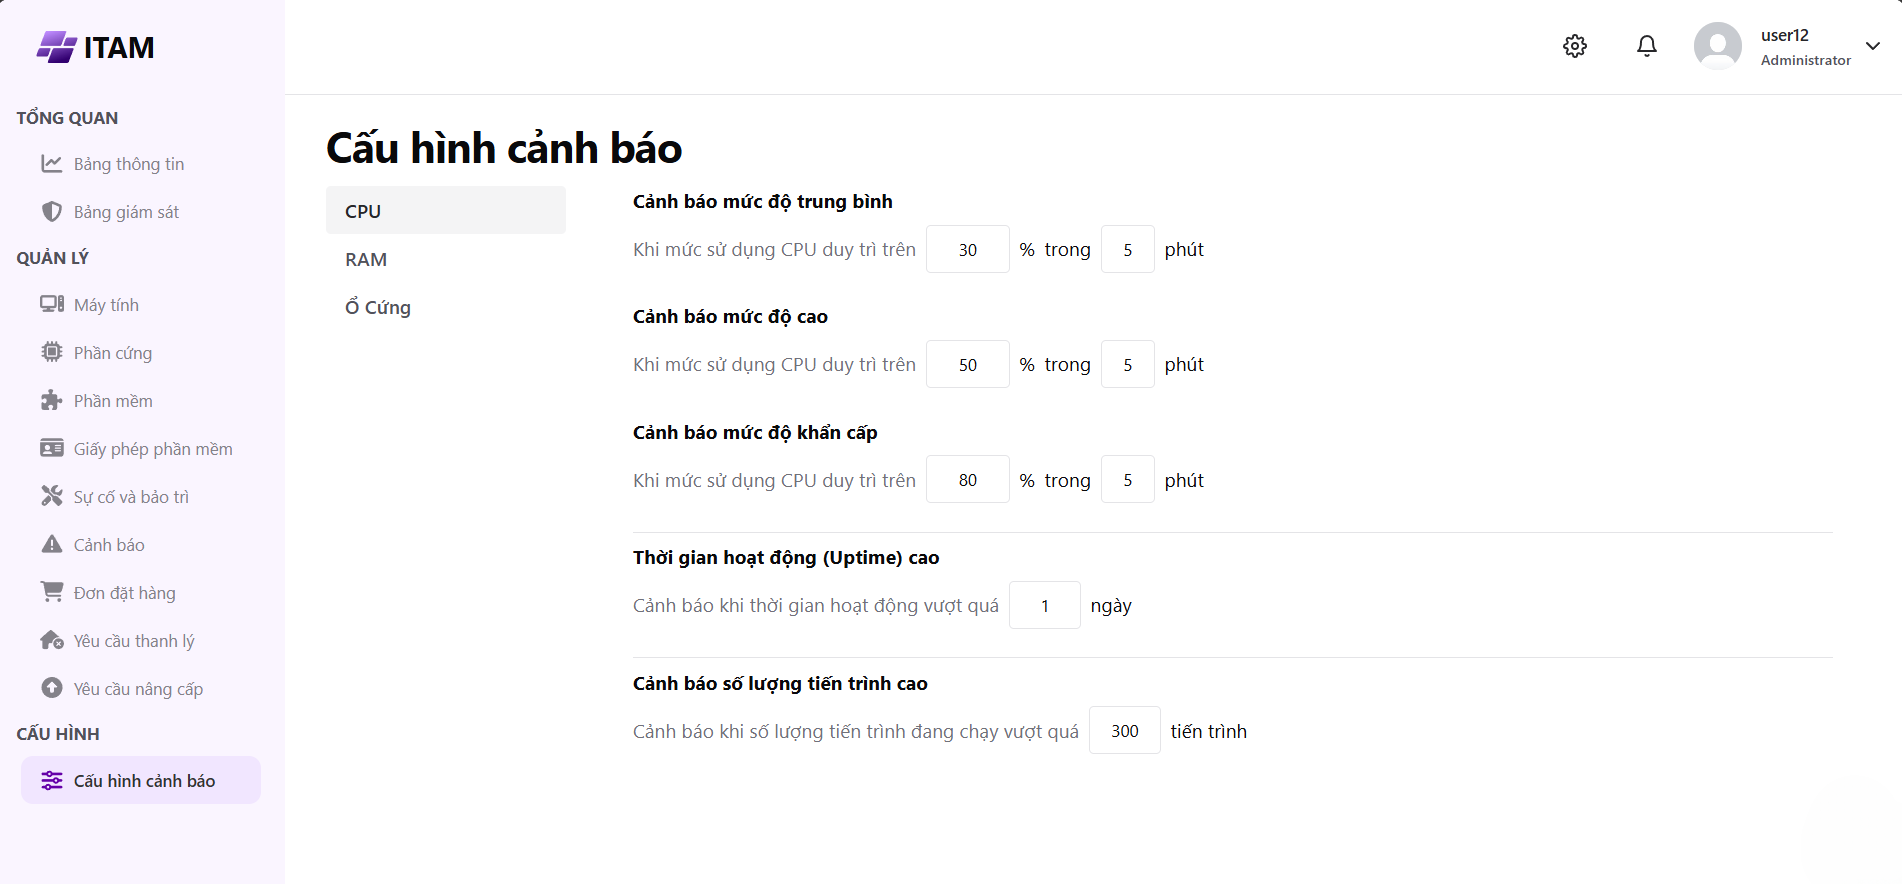 ITAM
user12
Administrator
TỔNG QUAN
Bảng thông tin
Bảng giám sát
QUẢN LÝ
Máy tính
Phần cứng
Phần mềm
Giấy phép phần mềm
Sự cố và bảo trì
Cảnh báo
Đơn đặt hàng
Yêu cầu thanh lý
Yêu cầu nâng cấp
CẤU HÌNH
Cấu hình cảnh báo
Cấu hình cảnh báo
CPU
RAM
Ổ Cứng
Cảnh báo mức độ trung bình
Khi mức sử dụng CPU duy trì trên 30 % trong 5 phút
Cảnh báo mức độ cao
Khi mức sử dụng CPU duy trì trên 50 % trong 5 phút
Cảnh báo mức độ khẩn cấp
Khi mức sử dụng CPU duy trì trên 80 % trong 5 phút
Thời gian hoạt động (Uptime) cao
Cảnh báo khi thời gian hoạt động vượt quá 1 ngày
Cảnh báo số lượng tiến trình cao
Cảnh báo khi số lượng tiến trình đang chạy vượt quá 300 tiến trình